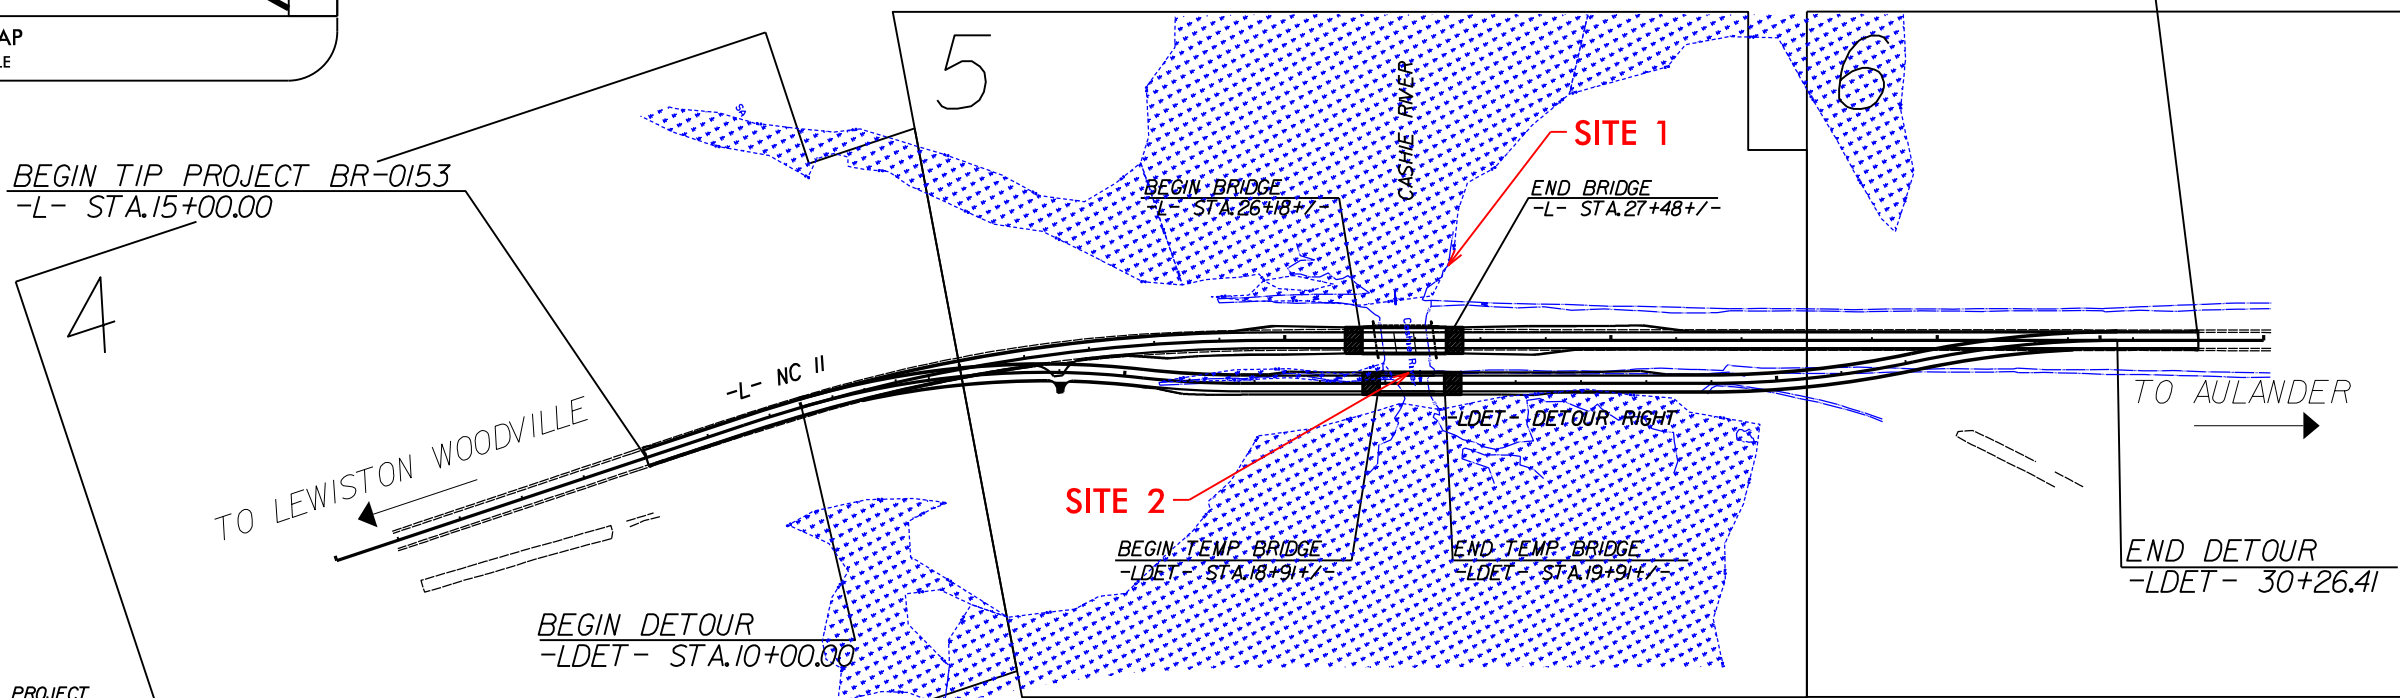 AP
LE
5
6
CASHIE RIVER
SITE 1
BEGIN TIP PROJECT BR-0153
-L- STA.15+00.00
BEGIN BRIDGE
-L- STA.26+18+/-
END BRIDGE
-L- STA.27+48+/-
4
-L- NC 11
TO LEWISTON WOODVILLE
TO AULANDER
-LDET- DETOUR RIGHT
SITE 2
BEGIN TEMP BRIDGE
-LDET- STA.18+91+/-
END TEMP BRIDGE
-LDET- STA.19+91+/-
END DETOUR
-LDET- 30+26.41
BEGIN DETOUR
-LDET- STA.10+00.00
PROJECT